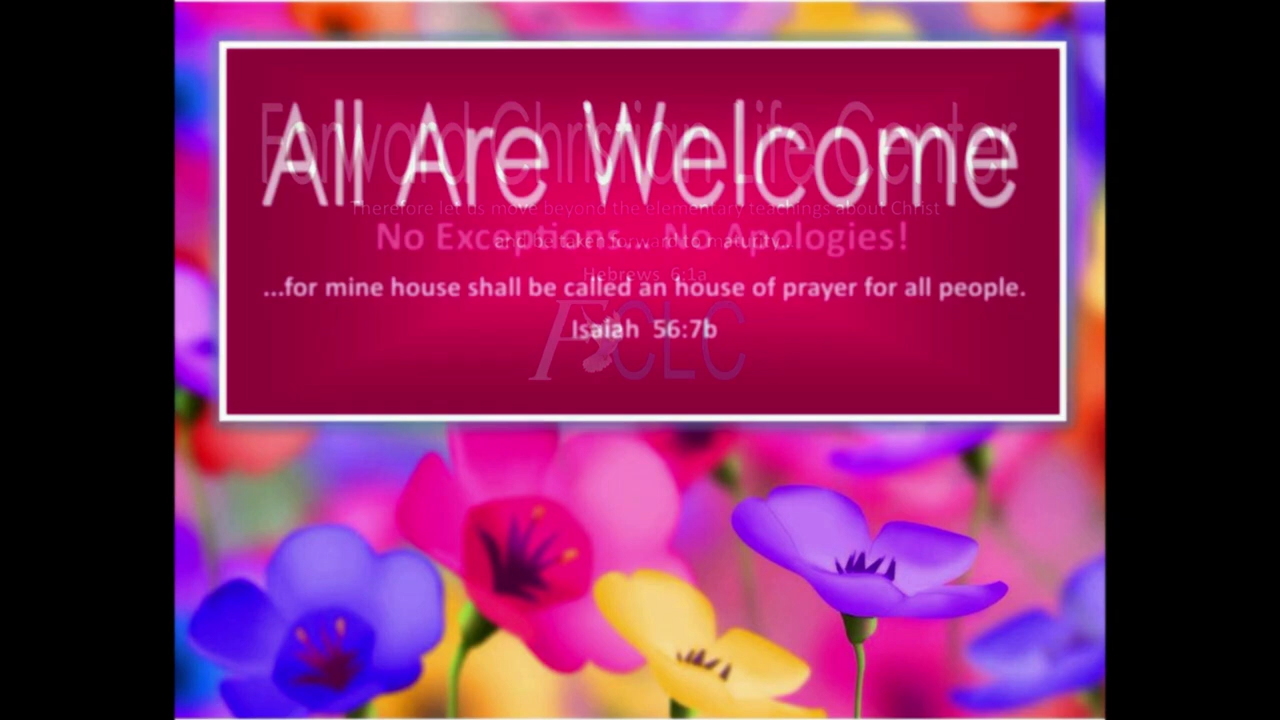 Forward Christian Life Center
All Are Welcome
Therefore let us move beyond the elementary teachings about Christ
No Exceptions... No Apologies!
and be taken forward to maturity...
Hebrews 6:1a
...for mine house shall be called an house of prayer for all people.
Isaiah 56:7b
FCLC